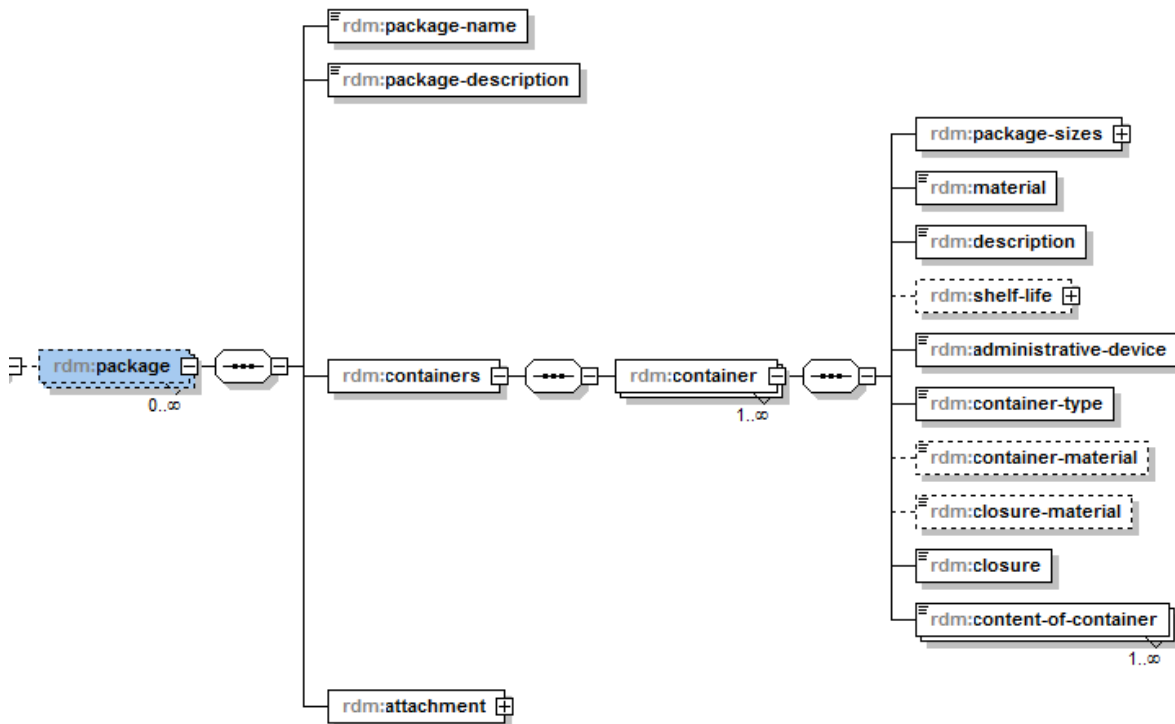 rdm:package-name
rdm:package-description
rdm:package-sizes
rdm:material
rdm:description
rdm:shelf-life
rdm:package
0..∞
rdm:containers
rdm:container
1..∞
rdm:administrative-device
rdm:container-type
rdm:container-material
rdm:closure-material
rdm:closure
rdm:content-of-container
1..∞
rdm:attachment